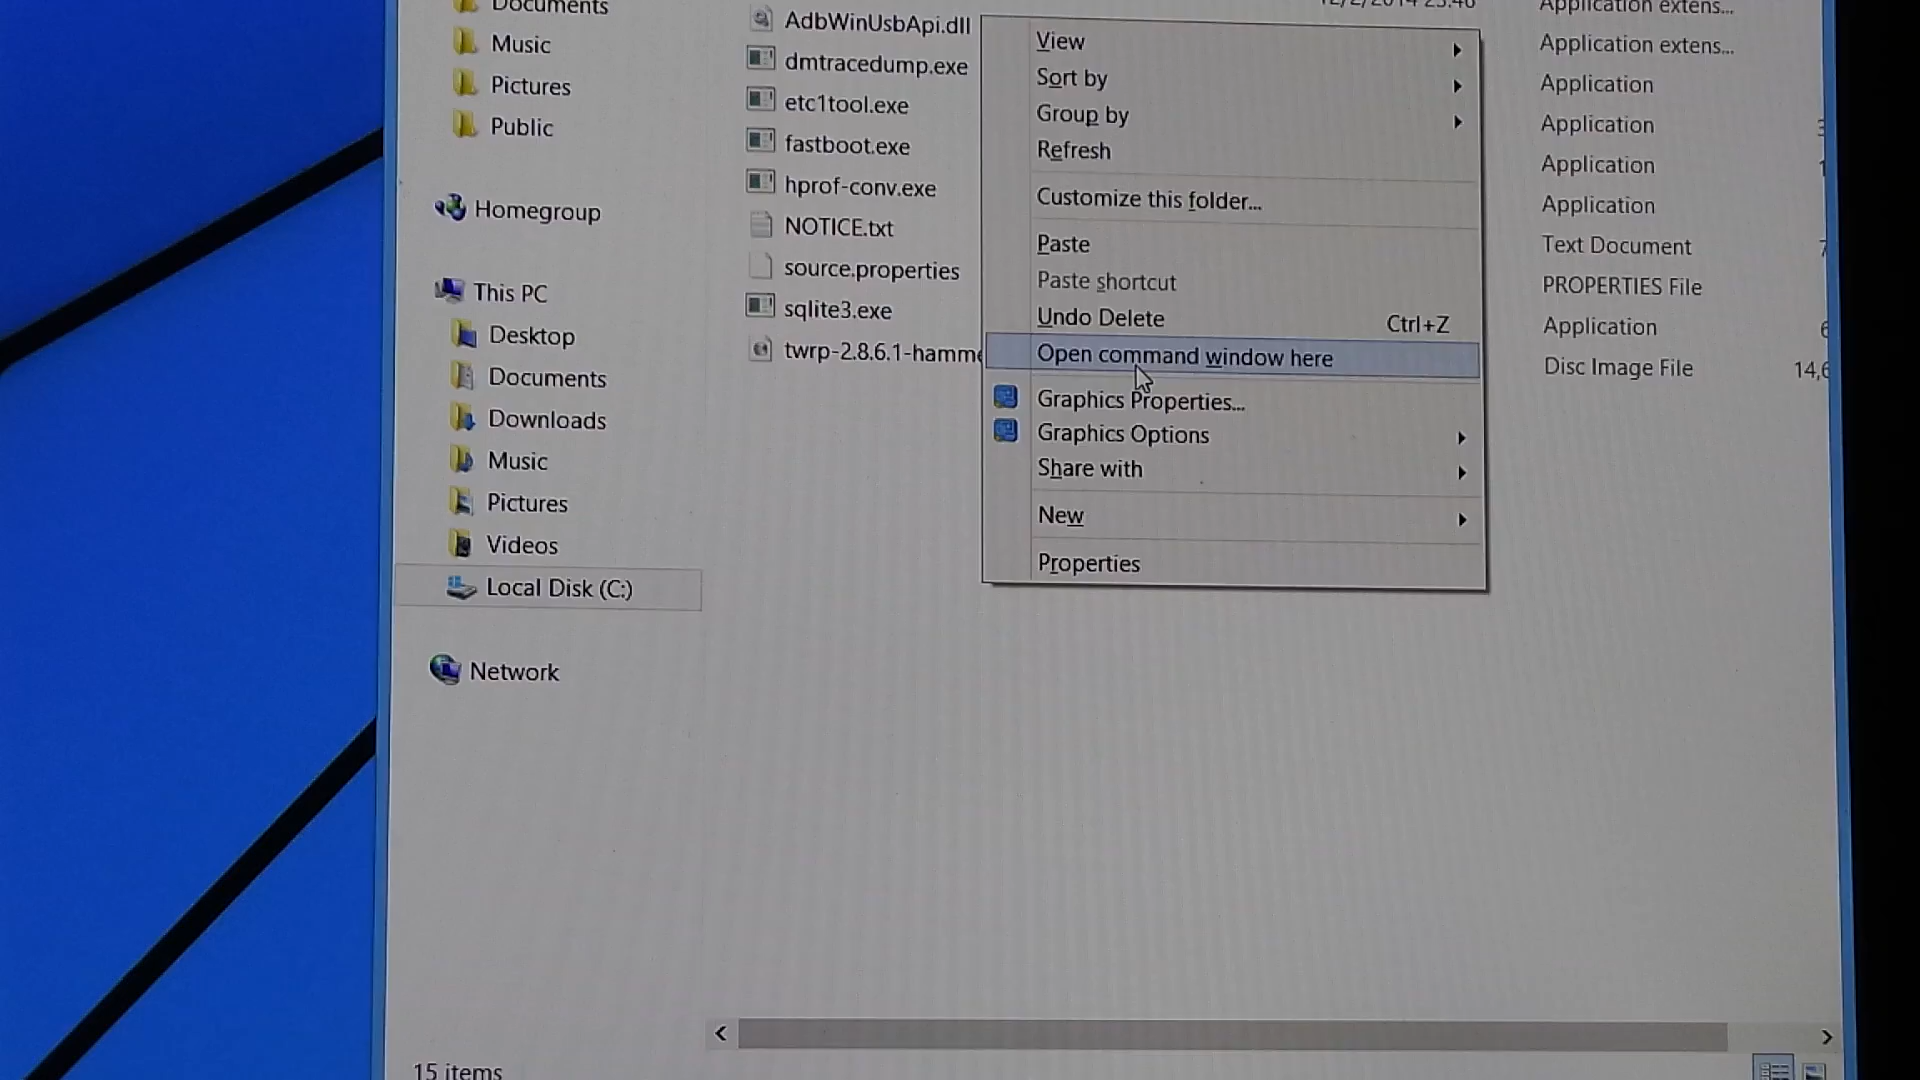 Documents
Music
Pictures
Public
Homegroup
This PC
Desktop
Documents
Downloads
Music
Pictures
Videos
Local Disk (C:)
Network
AdbWinUsbApi.dll
dmtracedump.exe
etc1tool.exe
fastboot.exe
hprof-conv.exe
NOTICE.txt
source.properties
sqlite3.exe
twrp-2.8.6.1-hamme
View
Sort by
Group by
Refresh
Customize this folder...
Paste
Paste shortcut
Undo Delete Ctrl+Z
Open command window here
Graphics Properties...
Graphics Options
Share with
New
Properties
Application extens...
Application extens...
Application
Application
Application
Application
Text Document
PROPERTIES File
Application
Disc Image File 14,6
15 items